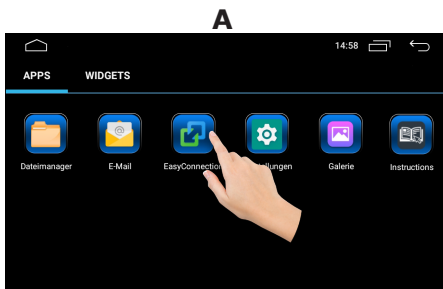 A
14:58
APPS WIDGETS
Dateimanager E-Mail EasyConnection Galerie Instructions